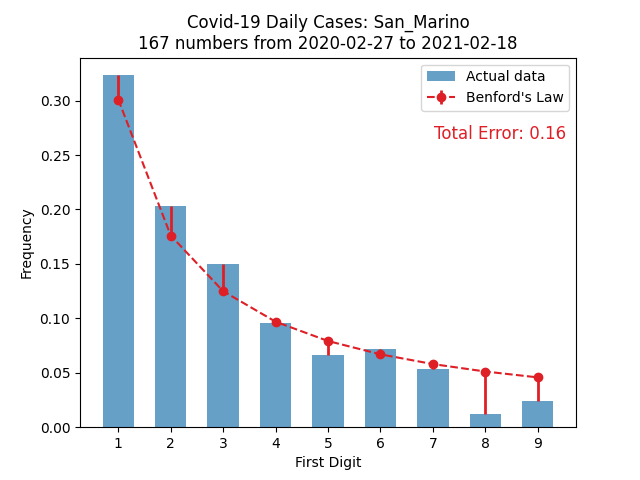 Covid-19 Daily Cases: San_Marino
167 numbers from 2020-02-27 to 2021-02-18
Actual data
Benford's Law
Total Error: 0.16
Frequency
0.30
0.25
0.20
0.15
0.10
0.05
0.00
1 2 3 4 5 6 7 8 9
First Digit